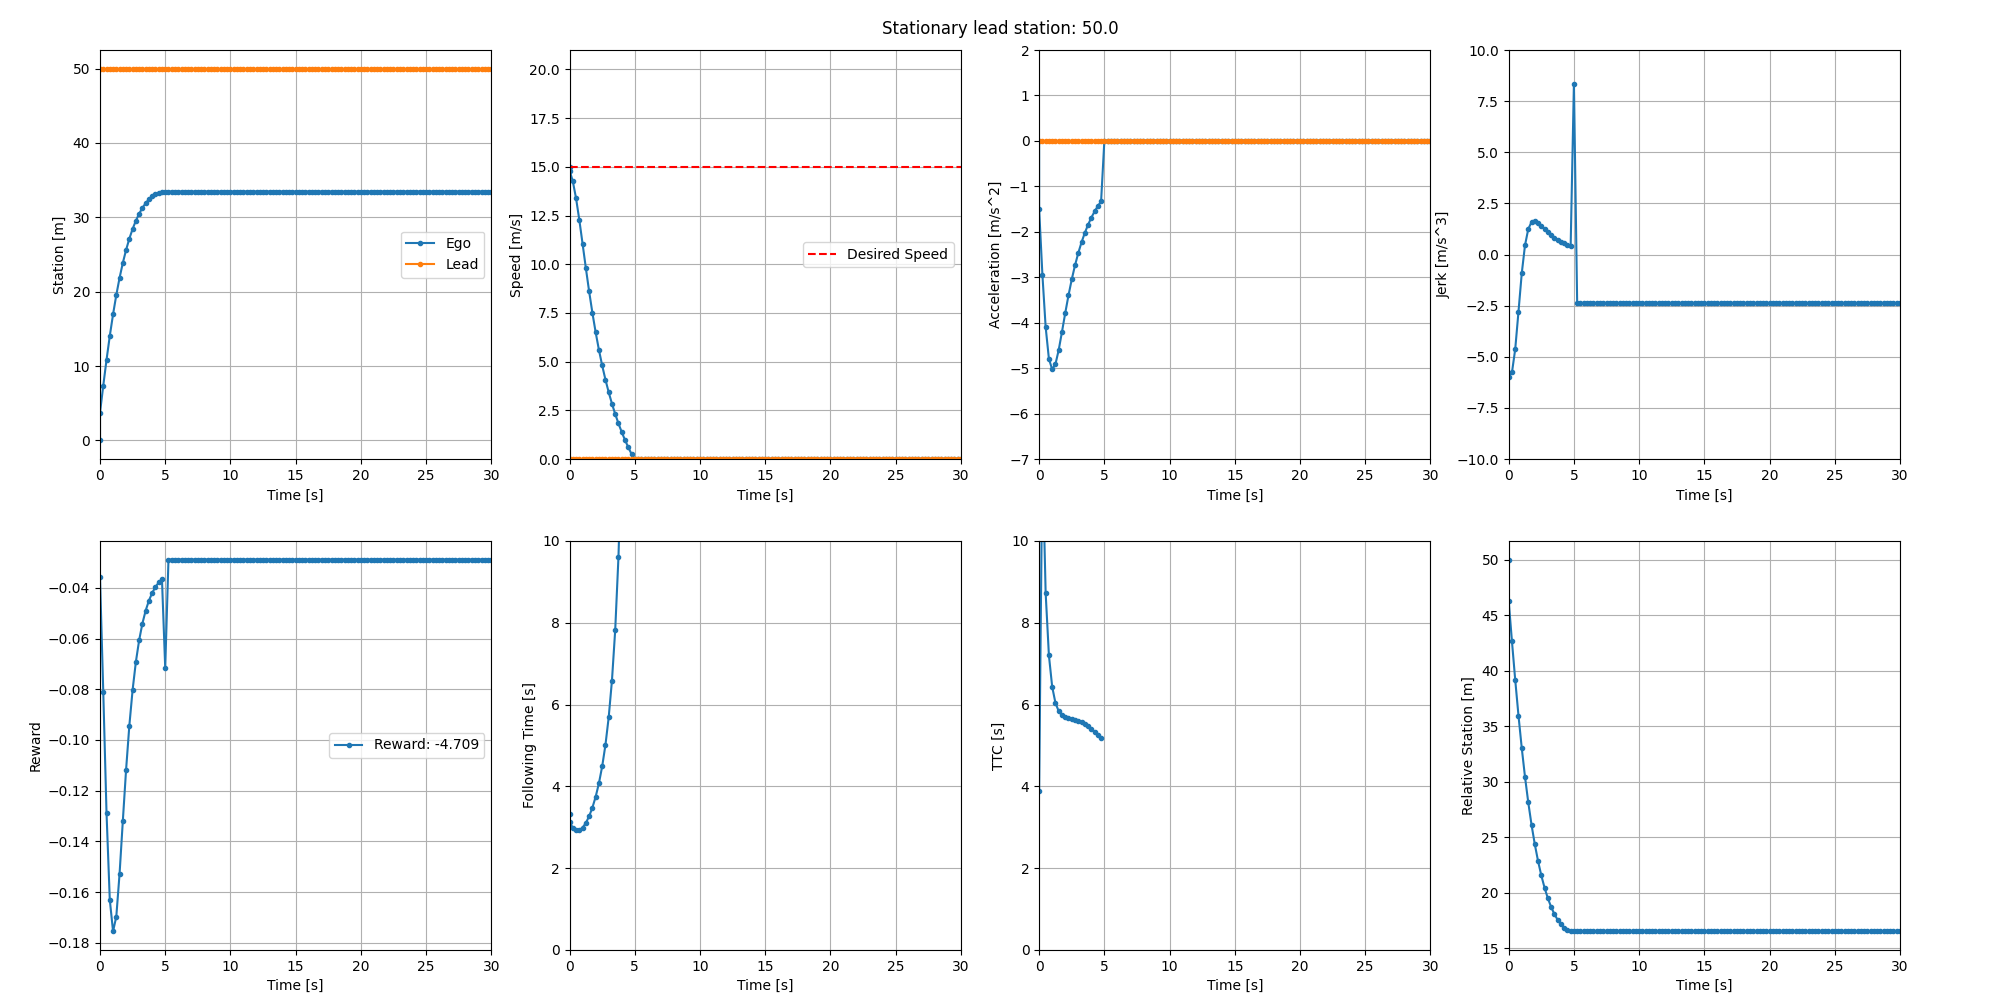 Stationary lead station: 50.0
Station [m]
50
40
30
20
10
0
Ego
Lead
0 5 10 15 20 25 30
Time [s]
Speed [m/s]
20.0
17.5
15.0
12.5
10.0
7.5
5.0
2.5
0.0
Desired Speed
0 5 10 15 20 25 30
Time [s]
Acceleration [m/s^2]
2
1
0
−1
−2
−3
−4
−5
−6
−7
0 5 10 15 20 25 30
Time [s]
Jerk [m/s^3]
10.0
7.5
5.0
2.5
0.0
−2.5
−5.0
−7.5
−10.0
0 5 10 15 20 25 30
Time [s]
Reward
−0.04
−0.06
−0.08
−0.10
−0.12
−0.14
−0.16
−0.18
Reward: -4.709
0 5 10 15 20 25 30
Time [s]
Following Time [s]
10
8
6
4
2
0
0 5 10 15 20 25 30
Time [s]
TTC [s]
10
8
6
4
2
0
0 5 10 15 20 25 30
Time [s]
Relative Station [m]
50
45
40
35
30
25
20
15
0 5 10 15 20 25 30
Time [s]